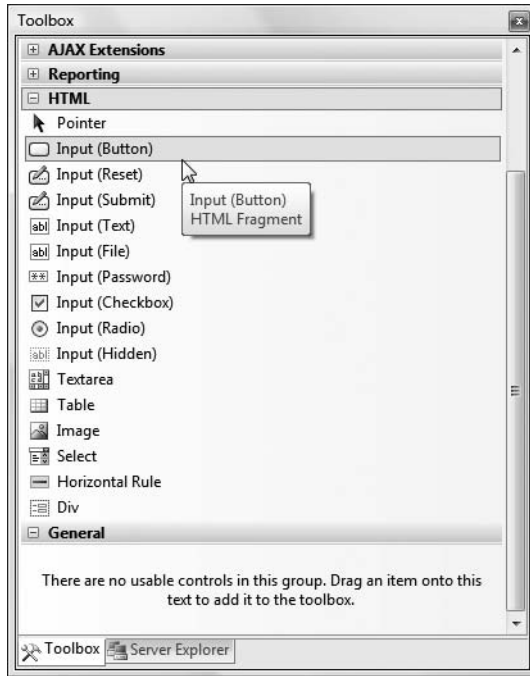 Toolbox
AJAX Extensions
Reporting
HTML
Pointer
Input (Button)
Input (Reset)
Input (Submit)
Input (Button)
HTML Fragment
Input (Text)
Input (File)
Input (Password)
Input (Checkbox)
Input (Radio)
Input (Hidden)
Textarea
Table
Image
Select
Horizontal Rule
Div
General
There are no usable controls in this group. Drag an item onto this
text to add it to the toolbox.
Toolbox Server Explorer